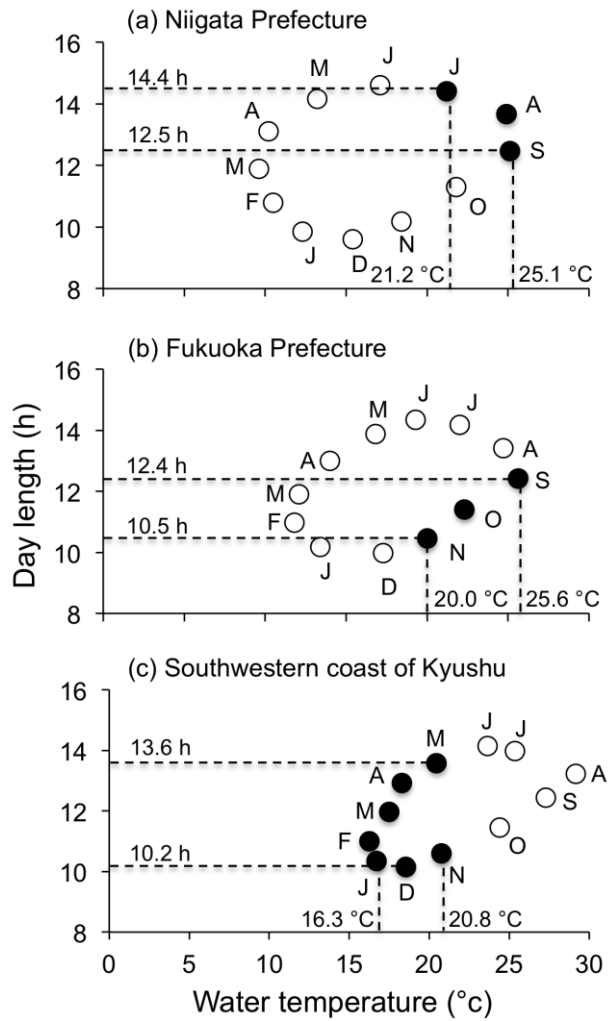 (a) Niigata Prefecture
16
14
12
10
8
14.4 h
12.5 h
J
J
M
A
A
S
M
F
O
J
D
N
21.2 °C
25.1 °C
(b) Fukuoka Prefecture
16
14
12
10
8
12.4 h
10.5 h
J
J
M
A
A
S
M
F
O
N
J
D
20.0 °C
25.6 °C
(c) Southwestern coast of Kyushu
16
14
12
10
8
13.6 h
10.2 h
M
J
J
A
A
S
M
F
O
N
J
D
16.3 °C
20.8 °C
0 5 10 15 20 25 30
Day length (h)
Water temperature (°c)